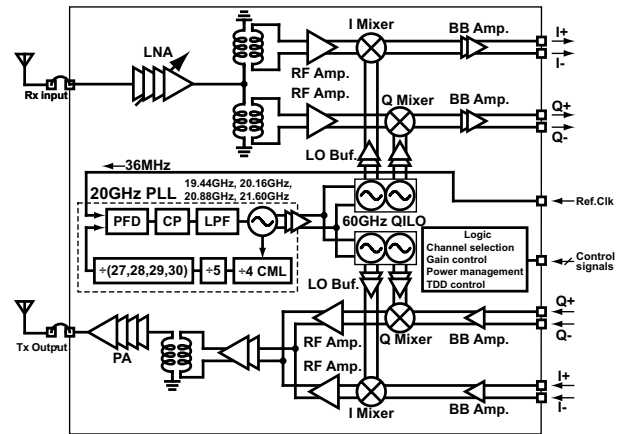 I Mixer
LNA
BB Amp.
I+
I-
RF Amp.
Rx input
RF Amp.
Q Mixer
BB Amp.
Q+
Q-
LO Buf.
36MHz
20GHz PLL
19.44GHz, 20.16GHz,
20.88GHz, 21.60GHz
Ref.Clk
PFD
CP
LPF
60GHz QILO
Logic
Channel selection
Gain control
Power management
TDD control
Control
signals
÷(27,28,29,30)
÷5
÷4 CML
LO Buf.
Q+
Q-
RF Amp.
Q Mixer
BB Amp.
Tx Output
PA
RF Amp.
I+
I-
I Mixer
BB Amp.